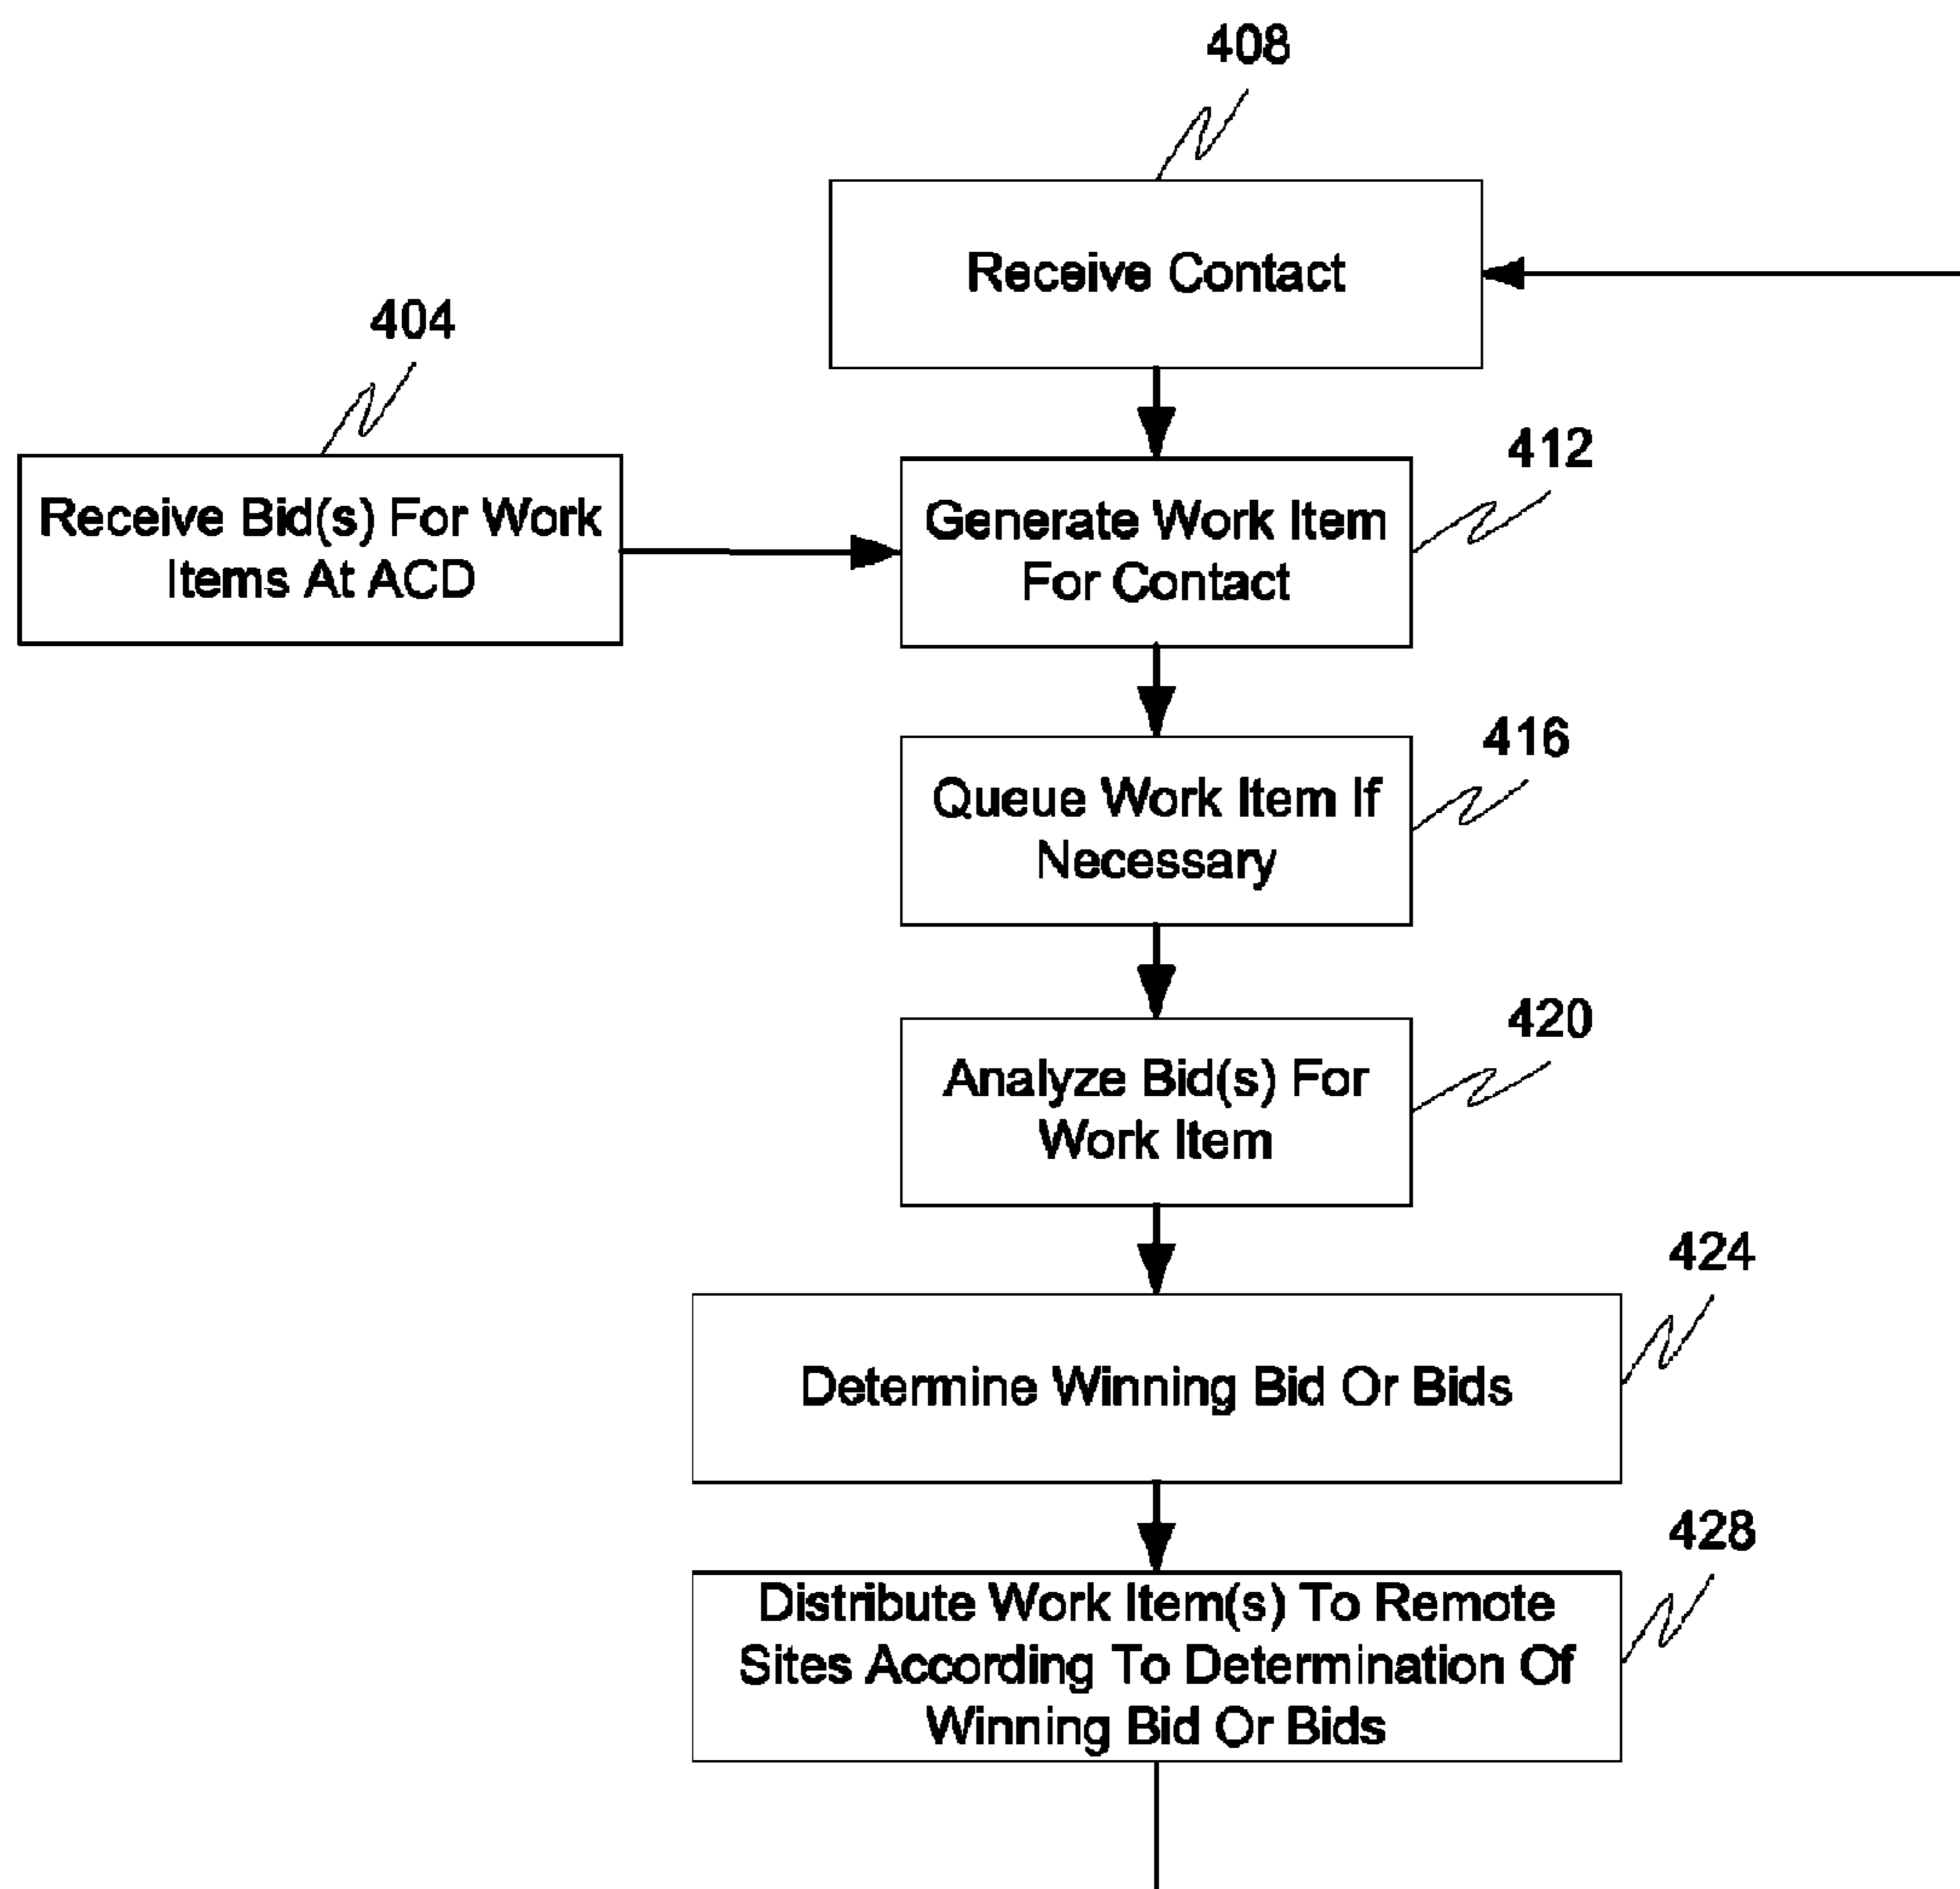 408
Receive Contact
404
Receive Bid(s) For Work
Items At ACD
412
Generate Work Item
For Contact
416
Queue Work Item If
Necessary
420
Analyze Bid(s) For
Work Item
424
Determine Winning Bid Or Bids
428
Distribute Work Item(s) To Remote
Sites According To Determination Of
Winning Bid Or Bids